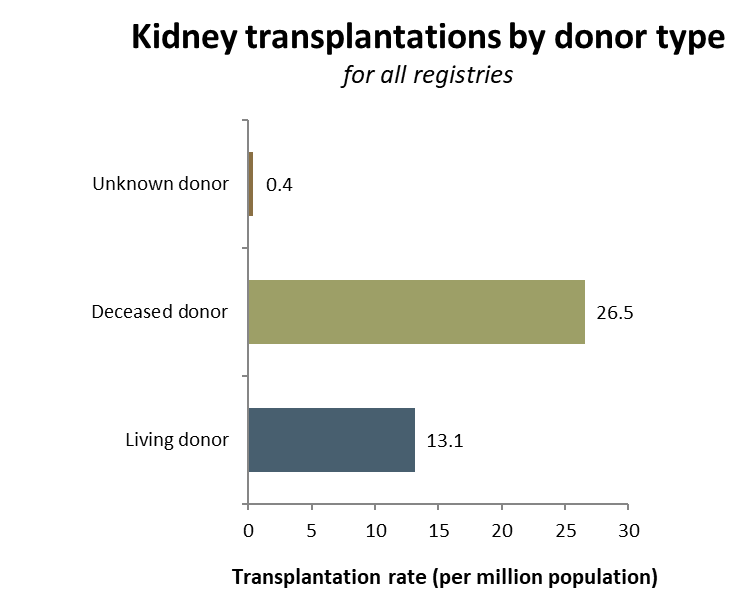 Kidney transplantations by donor type
for all registries
Unknown donor
0.4
Deceased donor
26.5
Living donor
13.1
0 5 10 15 20 25 30
Transplantation rate (per million population)